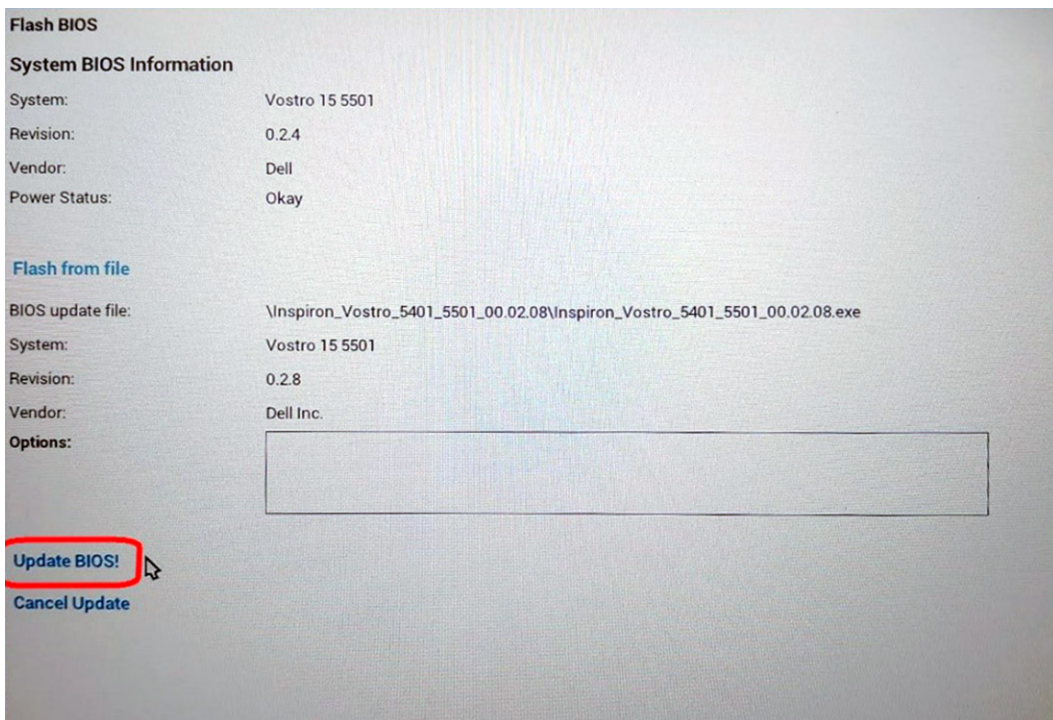 Flash BIOS
System BIOS Information
System: Vostro 15 5501
Revision: 0.2.4
Vendor: Dell
Power Status: Okay
Flash from file
BIOS update file: \Inspiron_Vostro_5401_5501_00.02.08\Inspiron_Vostro_5401_5501_00.02.08.exe
System: Vostro 15 5501
Revision: 0.2.8
Vendor: Dell Inc.
Options:
Update BIOS!
Cancel Update